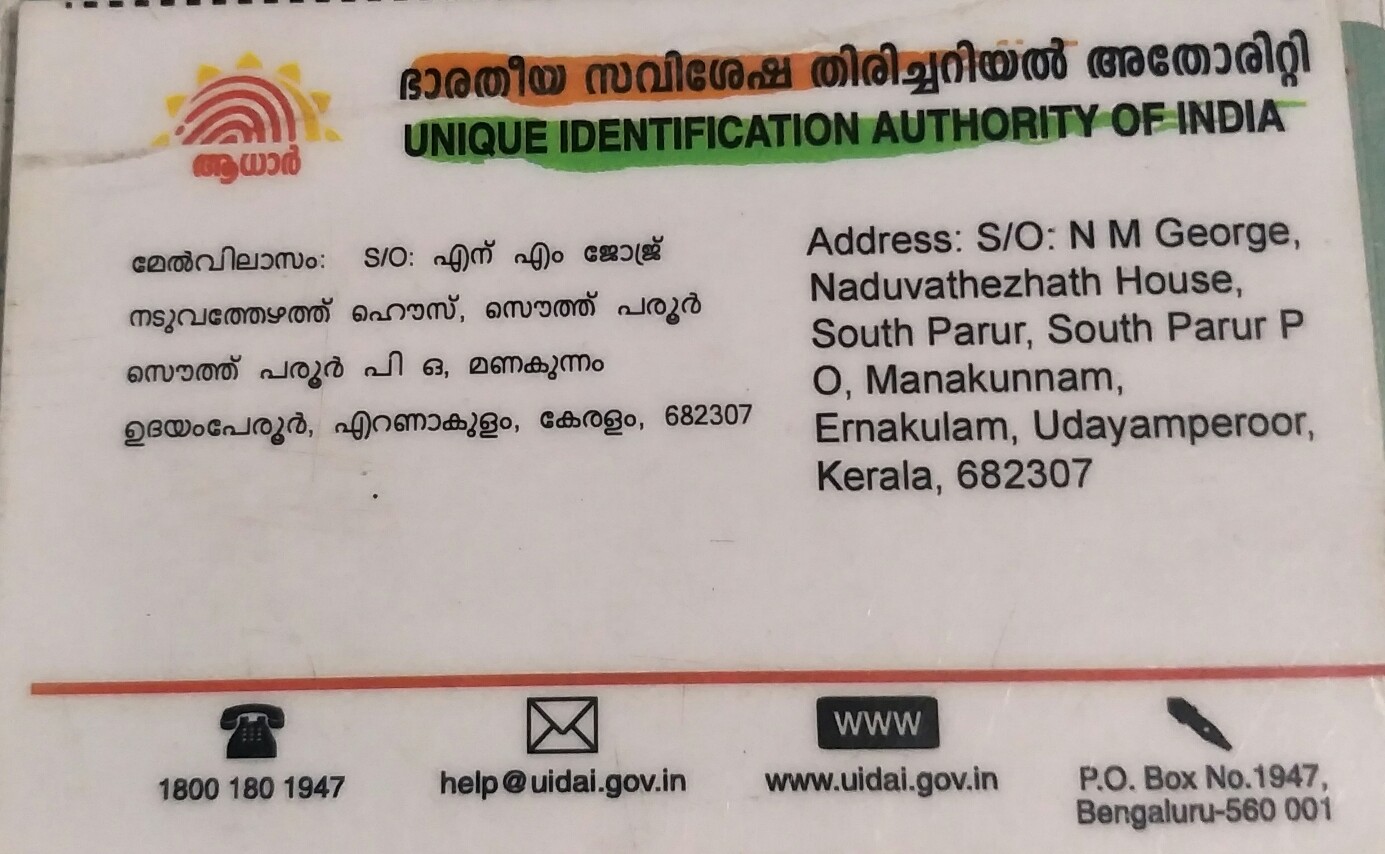 ഭാരതീയ സവിശേഷ തിരിച്ചറിയൽ അതോരിറ്റി
UNIQUE IDENTIFICATION AUTHORITY OF INDIA
ആധാർ
മേൽവിലാസം: S/O: എന് എം ജോര്ജ്
നടുവത്തേഴത്ത് ഹൌസ്, സൌത്ത് പരൂർ
സൌത്ത് പരൂർ പി ഒ, മണകുന്നം
ഉദയംപേരൂർ, എറണാകുളം, കേരളം, 682307
Address: S/O: N M George,
Naduvathezhath House,
South Parur, South Parur P
O, Manakunnam,
Ernakulam, Udayamperoor,
Kerala, 682307
1800 180 1947
help@uidai.gov.in
www
www.uidai.gov.in
P.O. Box No.1947,
Bengaluru-560 001